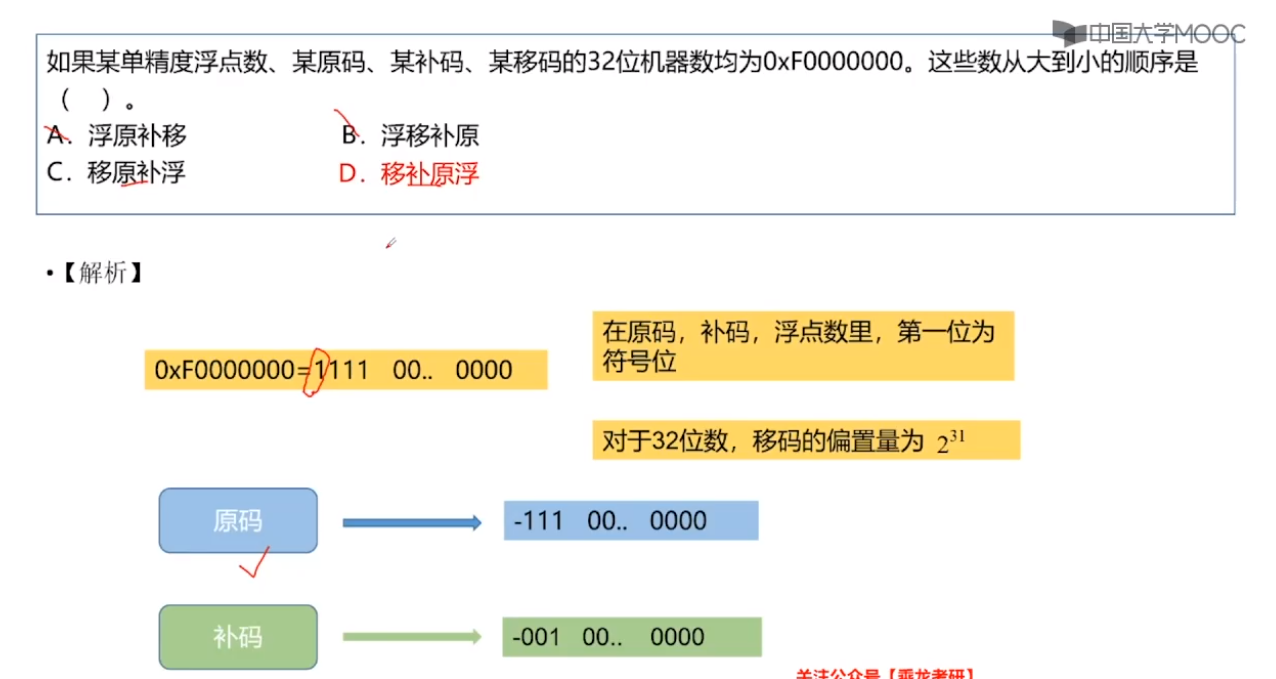 中国大学MOOC
如果某单精度浮点数、某原码、某补码、某移码的32位机器数均为0xF0000000。这些数从大到小的顺序是
（ ）。
A. 浮原补移 B. 浮移补原
C. 移原补浮 D. 移补原浮
•【解析】
在原码，补码，浮点数里，第一位为
符号位
0xF0000000=1111 00.. 0000
对于32位数，移码的偏置量为 2³¹
原码 -111 00.. 0000
补码 -001 00.. 0000
关注公众号【乘龙考研】